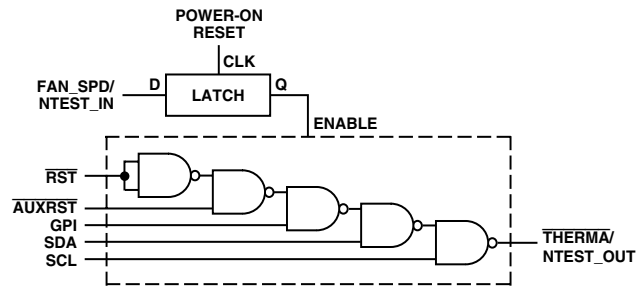 POWER-ON
RESET
CLK
FAN_SPD/
NTEST_IN
D
LATCH
Q
ENABLE
RST
AUXRST
GPI
SDA
SCL
THERMA/
NTEST_OUT